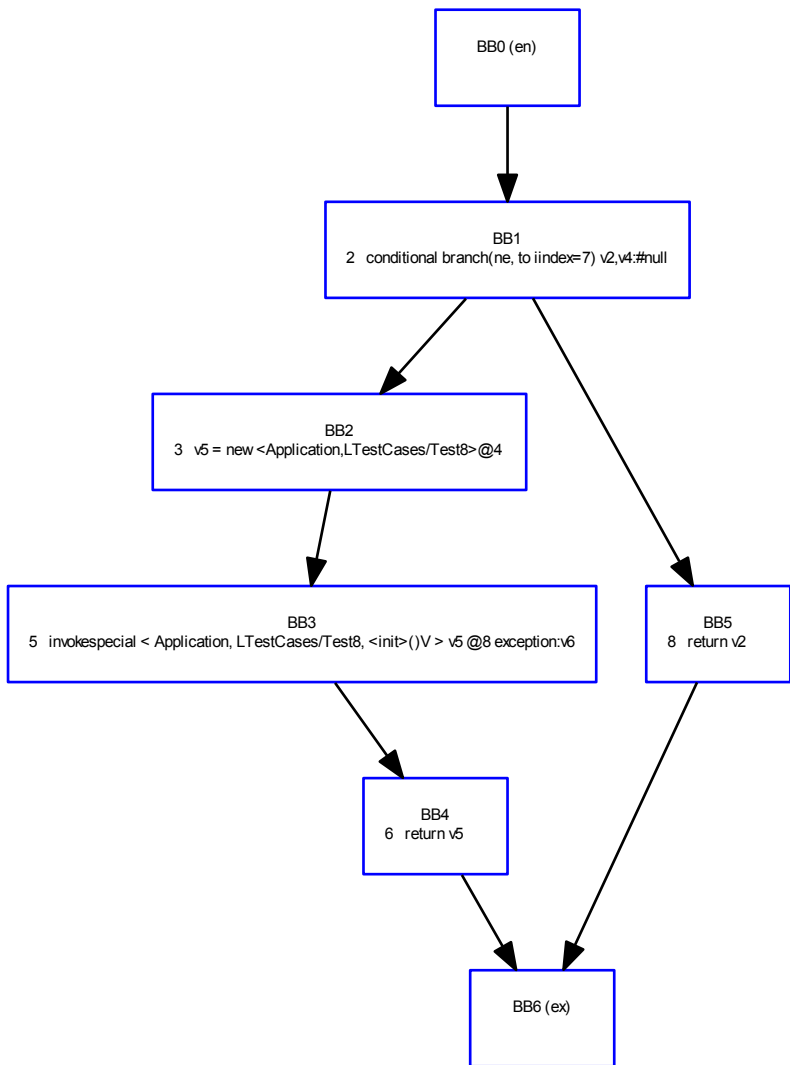 BB0 (en)
BB1
2 conditional branch(ne, to iindex=7) v2,v4:#null
BB2
3 v5 = new <Application,LTestCases/Test8>@4
BB3
5 invokespecial < Application, LTestCases/Test8, <init>()V > v5 @8 exception:v6
BB5
8 return v2
BB4
6 return v5
BB6 (ex)